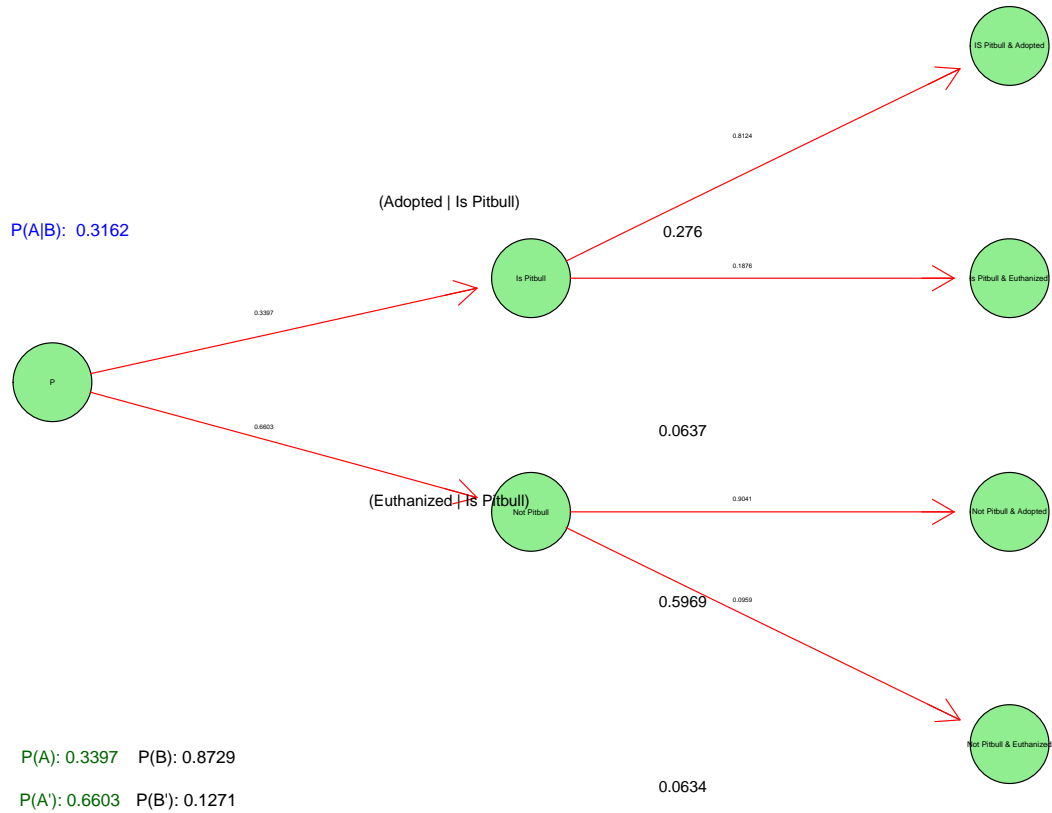 IS Pitbull & Adopted
0.8124
(Adopted | Is Pitbull)
P(A|B): 0.3162
0.276
0.1876
Is Pitbull
Is Pitbull & Euthanized
0.3397
P
0.6603
0.0637
(Euthanized | Is Pitbull)
0.9041
Not Pitbull
Not Pitbull & Adopted
0.5969
0.0959
Not Pitbull & Euthanized
P(A): 0.3397 P(B): 0.8729
0.0634
P(A'): 0.6603 P(B'): 0.1271